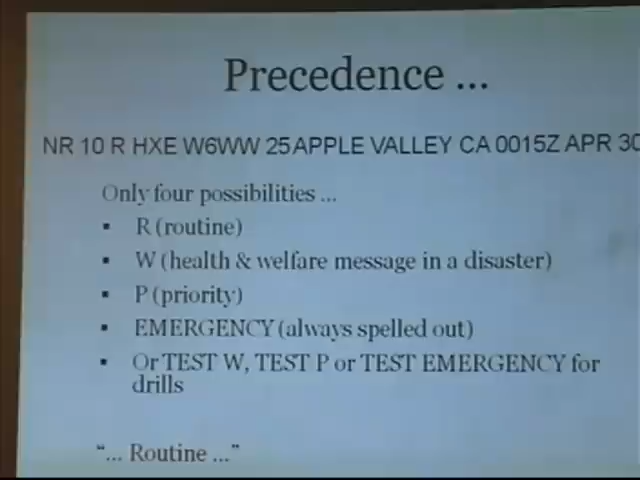 Precedence ...
NR 10 R HXE W6WW 25 APPLE VALLEY CA 0015Z APR 30
Only four possibilities ...
▪ R (routine)
▪ W (health & welfare message in a disaster)
▪ P (priority)
▪ EMERGENCY (always spelled out)
▪ Or TEST W, TEST P or TEST EMERGENCY for
drills
“... Routine ...”